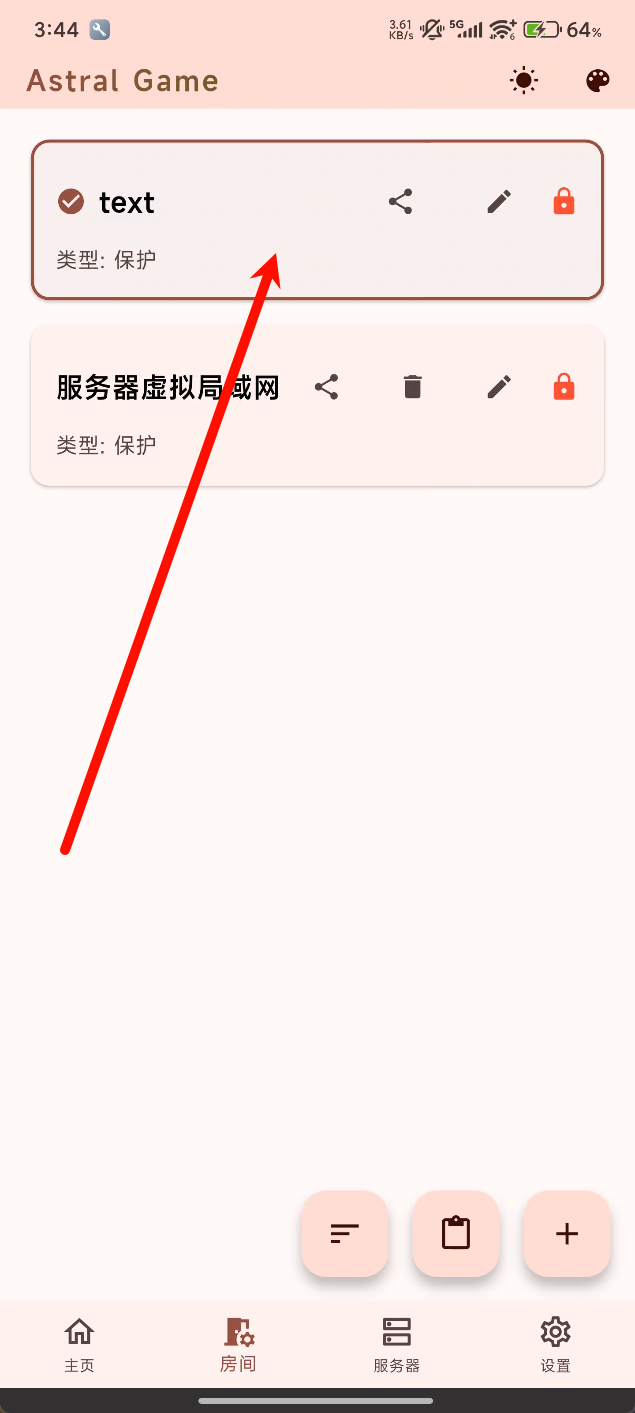 3:44
3.61
KB/s
5G
6
64%
Astral Game
text
类型: 保护
服务器虚拟局域网
类型: 保护
主页
房间
服务器
设置